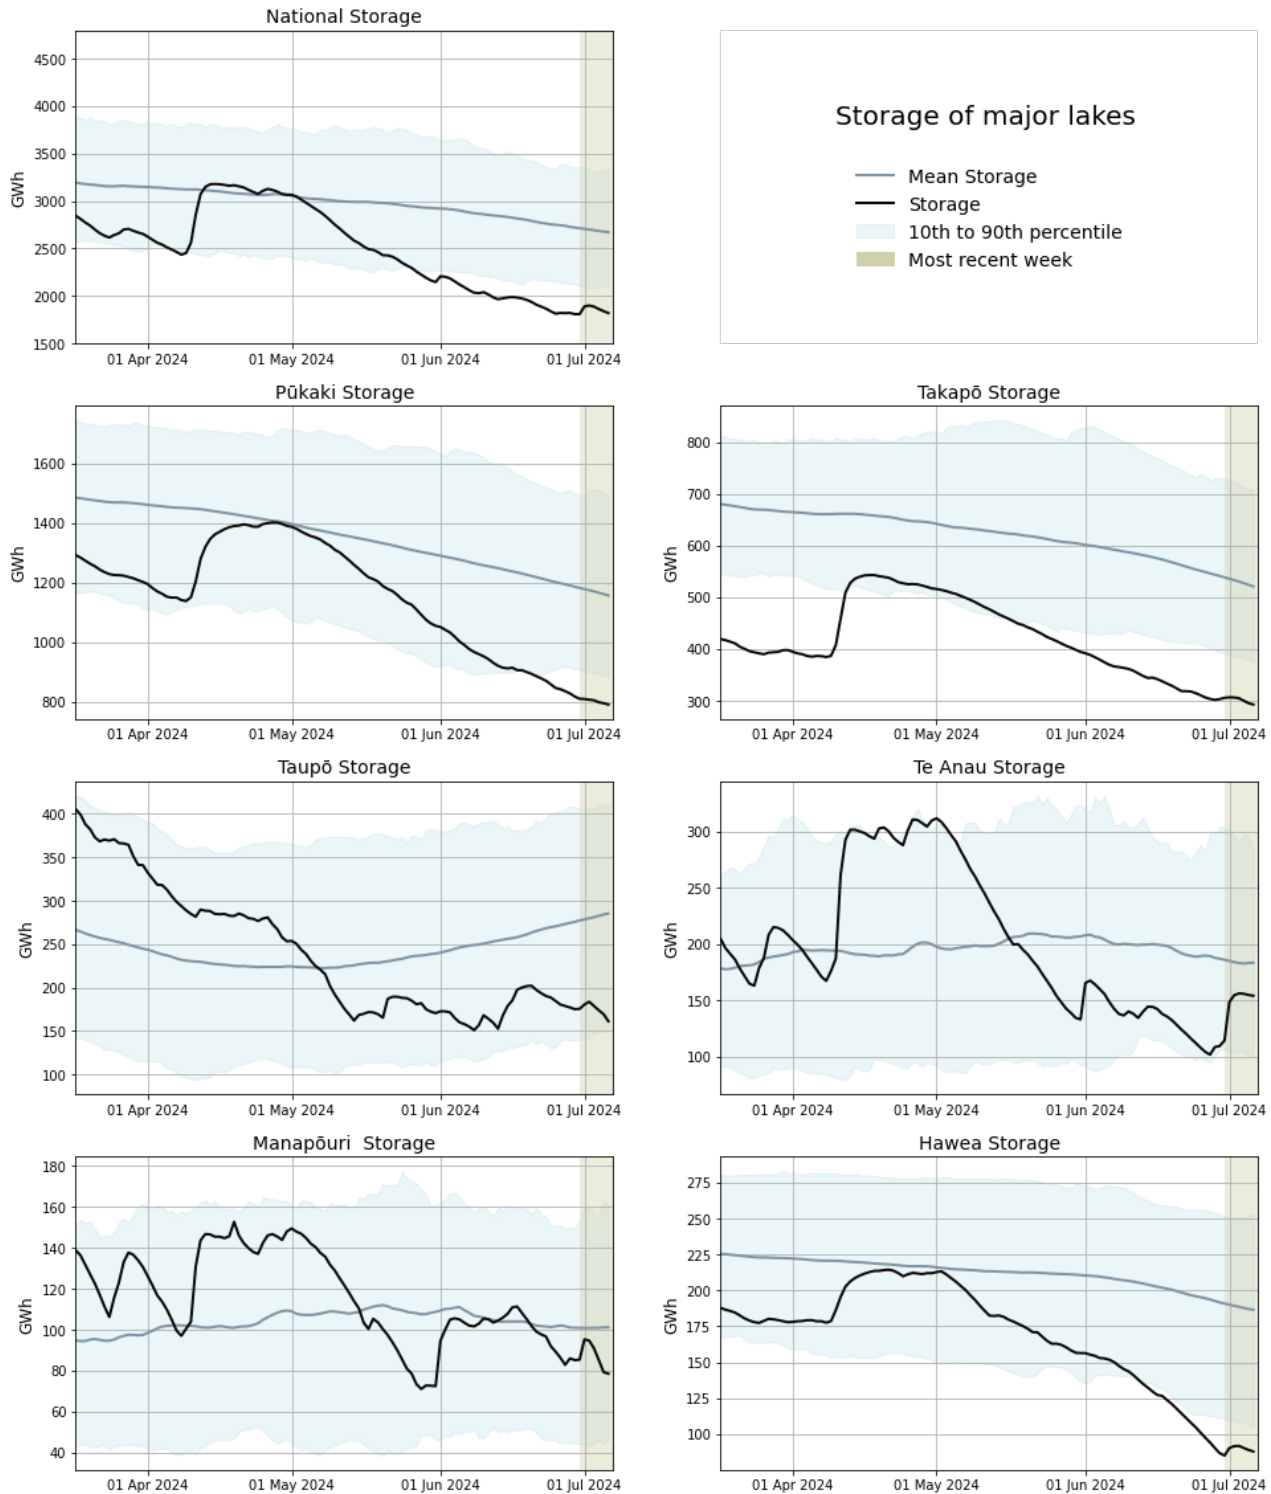 National Storage
GWh
4500
4000
3500
3000
2500
2000
1500
01 Apr 2024 01 May 2024 01 Jun 2024 01 Jul 2024
Storage of major lakes
Mean Storage
Storage
10th to 90th percentile
Most recent week
Pūkaki Storage
GWh
1600
1400
1200
1000
800
01 Apr 2024 01 May 2024 01 Jun 2024 01 Jul 2024
Takapō Storage
GWh
800
700
600
500
400
300
01 Apr 2024 01 May 2024 01 Jun 2024 01 Jul 2024
Taupō Storage
GWh
400
350
300
250
200
150
100
01 Apr 2024 01 May 2024 01 Jun 2024 01 Jul 2024
Te Anau Storage
GWh
300
250
200
150
100
01 Apr 2024 01 May 2024 01 Jun 2024 01 Jul 2024
Manapōuri  Storage
GWh
180
160
140
120
100
80
60
40
01 Apr 2024 01 May 2024 01 Jun 2024 01 Jul 2024
Hawea Storage
GWh
275
250
225
200
175
150
125
100
01 Apr 2024 01 May 2024 01 Jun 2024 01 Jul 2024